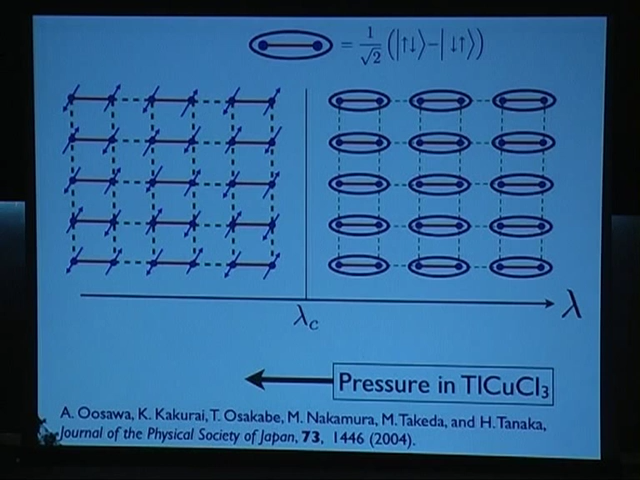 = 1/√2 (|↑↓⟩−|↓↑⟩)
λ
λc
Pressure in TlCuCl₃
A. Oosawa, K. Kakurai, T. Osakabe, M. Nakamura, M. Takeda, and H. Tanaka,
Journal of the Physical Society of Japan, 73, 1446 (2004).